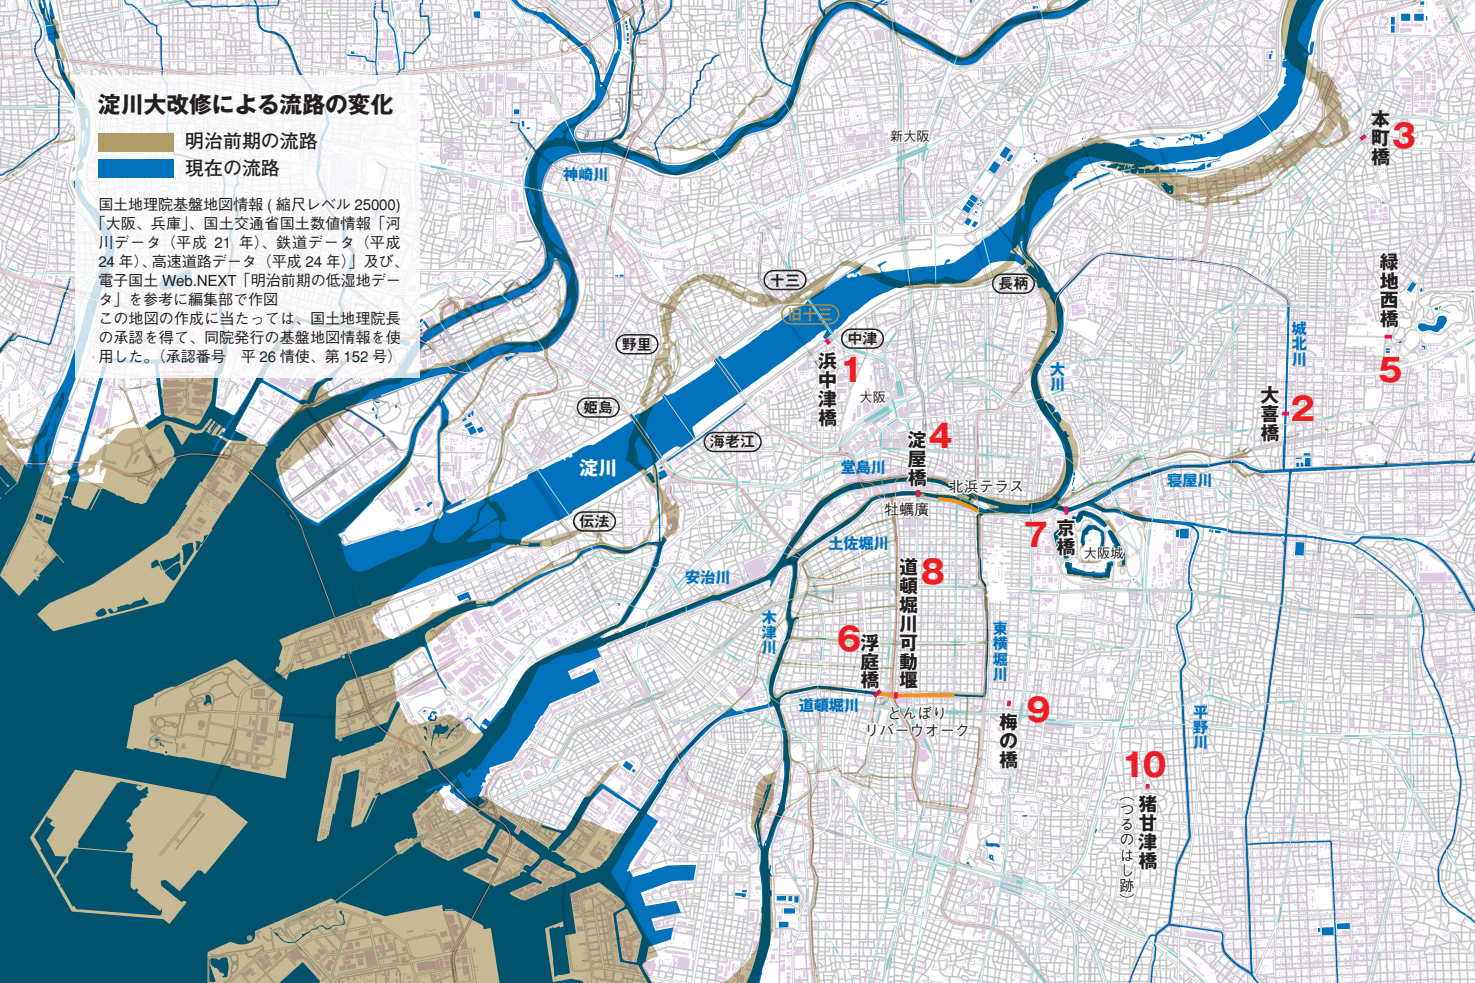 淀川大改修による流路の変化
明治前期の流路
現在の流路
国土地理院基盤地図情報 ( 縮尺レベル 25000)
「大阪、兵庫」、国土交通省国土数値情報「河
川データ（平成 21 年）、鉄道データ（平成
24 年）、高速道路データ（平成 24 年）」及び、
電子国土 Web.NEXT「明治前期の低湿地デー
タ」を参考に編集部で作図
この地図の作成に当たっては、国土地理院長
の承認を得て、同院発行の基盤地図情報を使
用した。（承認番号　平 26 情使、第 152 号）
神崎川
新大阪
本町橋
3
十三
旧十三
長柄
緑地西橋
5
野里
中津
浜中津橋
1
大阪
大川
城北川
大喜橋
2
姫島
海老江
淀川
淀屋橋
4
堂島川
北浜テラス
寝屋川
牡蠣廣
伝法
土佐堀川
7
京橋
大阪城
安治川
道頓堀川可動堰
8
木津川
6
浮庭橋
東横堀川
道頓堀川
とんぼり
リバーウオーク
9
梅の橋
平野川
10
猪甘津橋
（つるのはし跡）